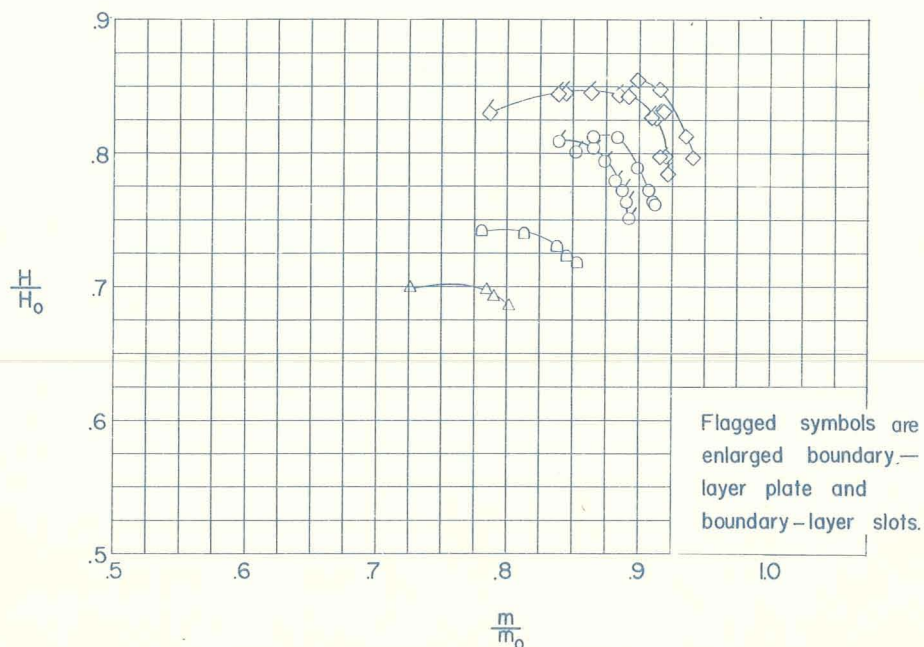 .9
.8
.7
.6
.5
H
H₀
.5 .6 .7 .8 .9 1.0
m
m₀
Flagged symbols are
enlarged boundary.—
layer plate and
boundary–layer slots.